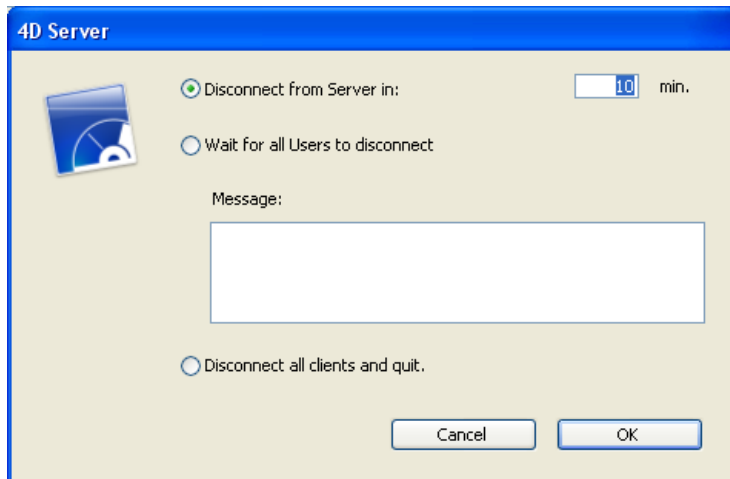 4D Server
Disconnect from Server in: 10 min.
Wait for all Users to disconnect
Message:
Disconnect all clients and quit.
Cancel OK